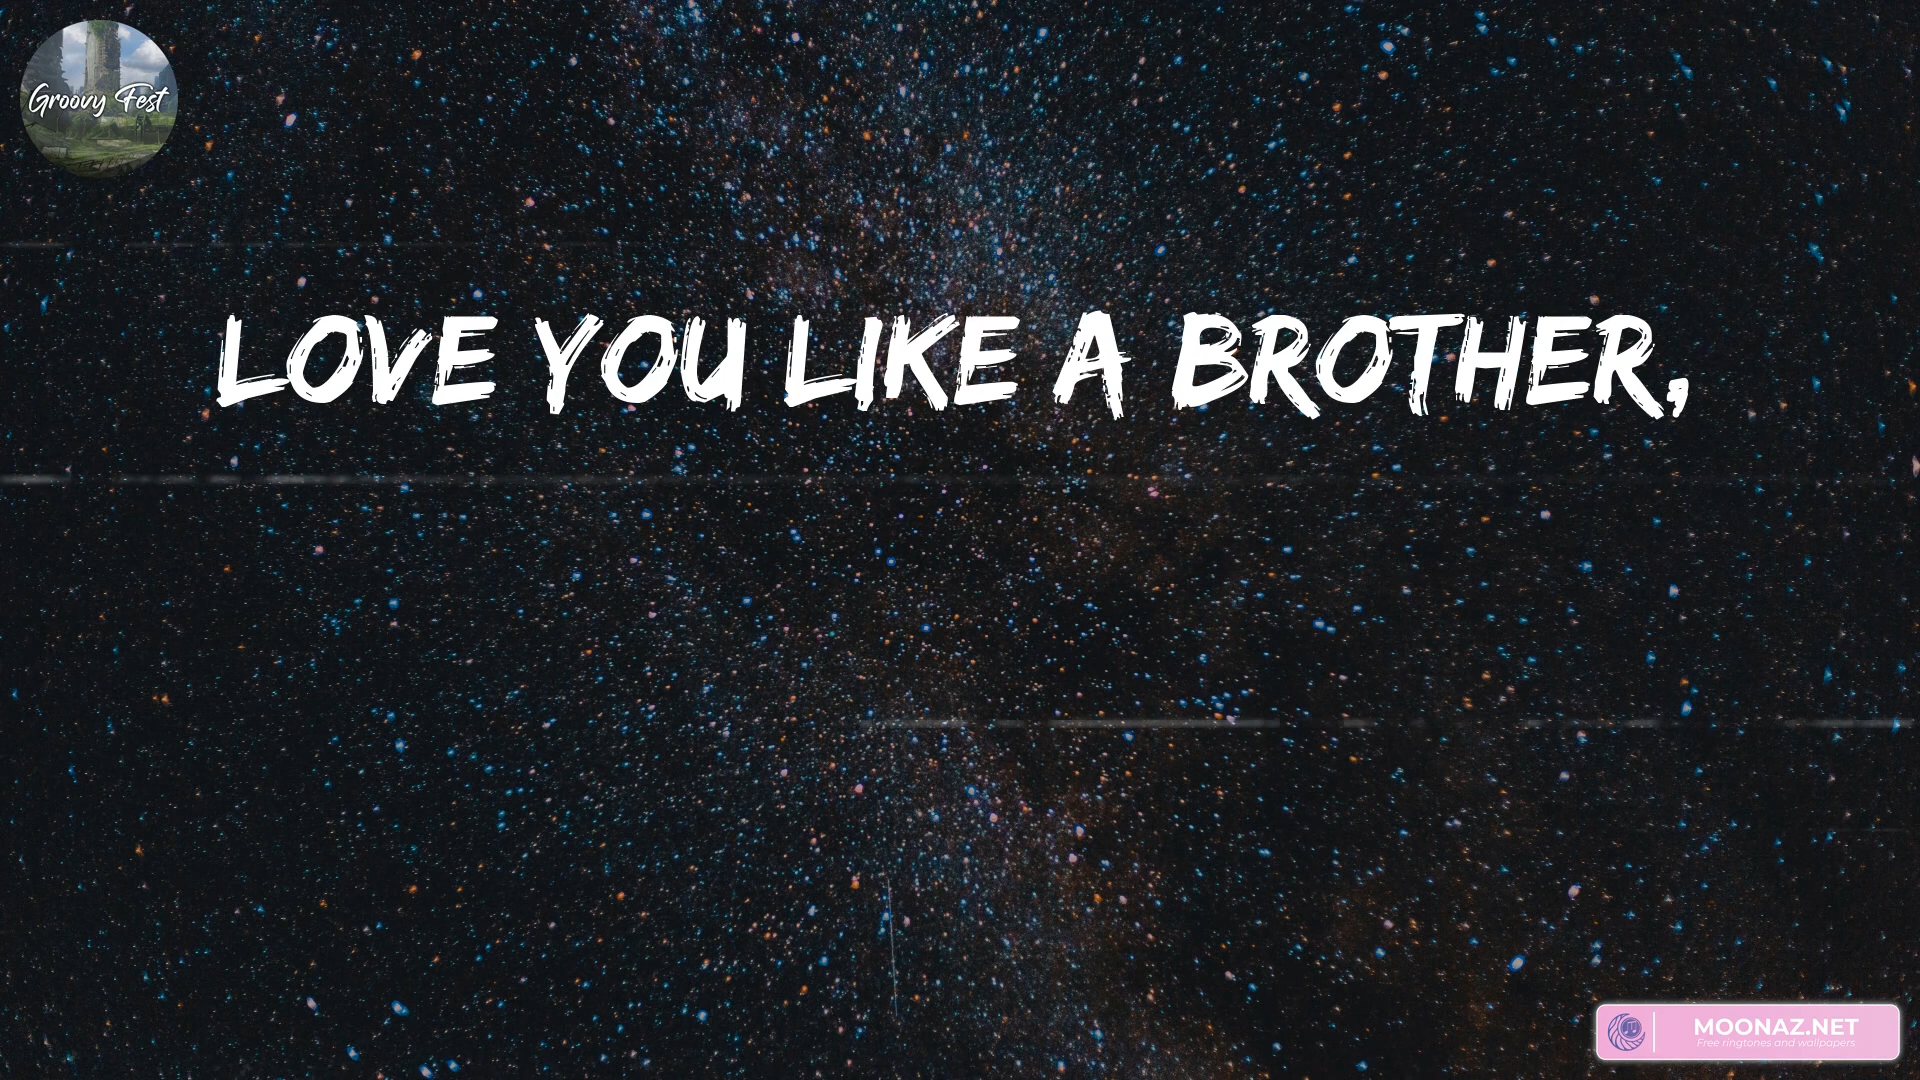 Groovy Fest
LOVE YOU LIKE A BROTHER,
MOONAZ.NET
Free ringtones and wallpapers